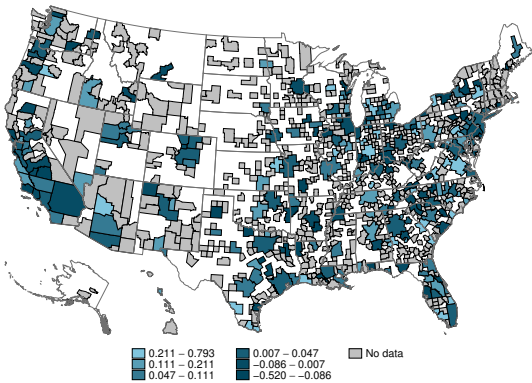 0.211 – 0.793
0.111 – 0.211
0.047 – 0.111
0.007 – 0.047
–0.086 – 0.007
–0.520 – –0.086
No data